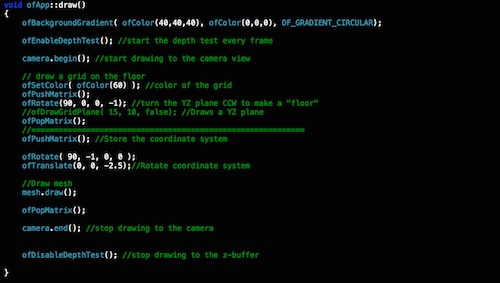 void ofApp::draw()
{
ofBackgroundGradient( ofColor(40,40,40), ofColor(0,0,0), OF_GRADIENT_CIRCULAR);
ofEnableDepthTest(); //start the depth test every frame
camera.begin(); //start drawing to the camera view
// draw a grid on the floor
ofSetColor( ofColor(60) ); //color of the grid
ofPushMatrix();
ofRotate(90, 0, 0, -1); //turn the YZ plane CCW to make a "floor"
//ofDrawGridPlane( 15, 10, false); //Draws a YZ plane
ofPopMatrix();
//============================================================
ofPushMatrix(); //Store the coordinate system
ofRotate( 90, -1, 0, 0 );
ofTranslate(0, 0, -2.5);//Rotate coordinate system
//Draw mesh
mesh.draw();
ofPopMatrix();
camera.end(); //stop drawing to the camera
ofDisableDepthTest(); //stop drawing to the z-buffer
}